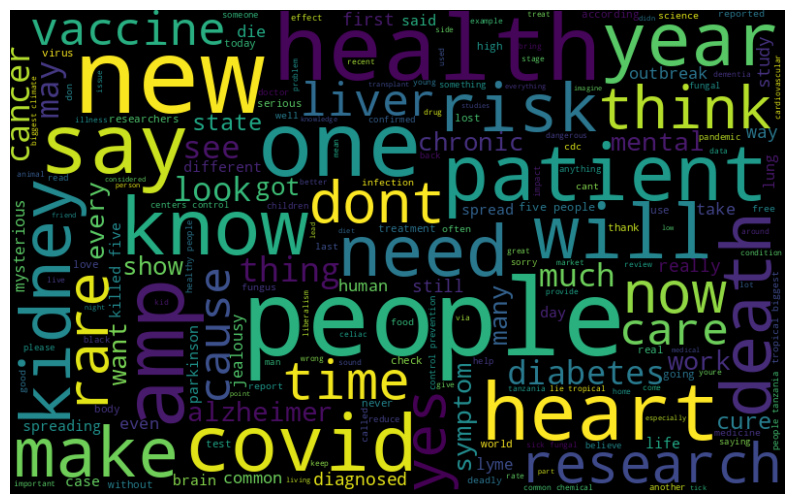 vaccine
die
someone
effect
health
first
said
according
science
treat
reported
didn
year
virus
today
side
example
bring
high
stage
used
outbreak
study
fungal
dementia
cardiovascular
new
don
issue
problem
recent
transplant
young
something
everything
imagine
may
serious
doctor
risk
think
cancer
biggest climate
illness
researchers
well
knowledge
studies
liver
state
confirmed
drug
lost
dangerous
cdc
pandemic
way
say
see
one
chronic
mental
data
animal
read
considered
person
different
mean
back
cant
anything
impact
lung
look
got
better
infection
patient
kidney
mysterious
friend
every
centers control
children
dont
spread
five people
use
take
free
know
last
diet
treatment
often
will
thank
low
around
love
live
show
thing
healthy people
load
need
great
sorry
market
review
provide
much
really
condition
lot
rare
killed five
night
amp
cause
fungus
kid
human
still
many
day
now
death
tropical biggest
want
parkinson
jealousy
liberalism
celiac
food
via
people
control prevention
real
medical
care
please
black
man
wrong
sound
check
help
youre
good
report
time
give
tanzania
lie tropical
home
come
going
work
people tanzania
body
point
alzheimer
never
reduce
called
diabetes
heart
especially
cure
spreading
even
test
yes
symptom
world
sick fungal
believe
life
medicine
saying
make
covid
keep
lyme
research
important
case
without
brain
common
living
diagnosed
deadly
rate
part
common chemical
another
tick